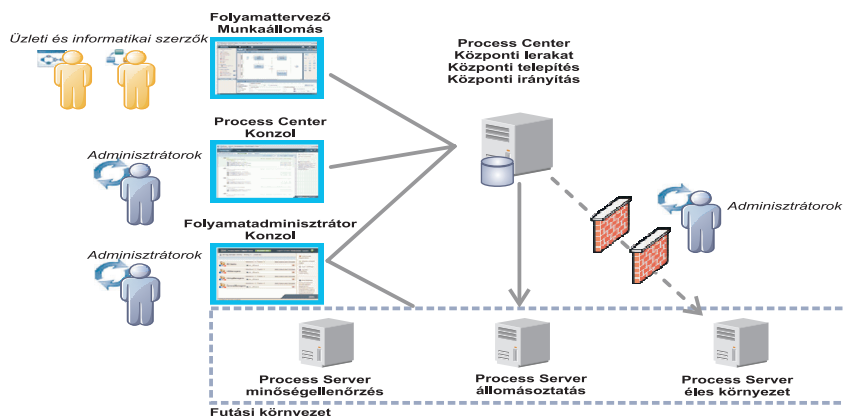 Üzleti és informatikai szerzők
Folyamattervező
Munkaállomás
Process Center
Konzol
Adminisztrátorok
Folyamatadminisztrátor
Konzol
Adminisztrátorok
Process Center
Központi lerakat
Központi telepítés
Központi irányítás
Adminisztrátorok
Process Server
minőségellenőrzés
Process Server
állomásoztatás
Process Server
éles környezet
Futási környezet